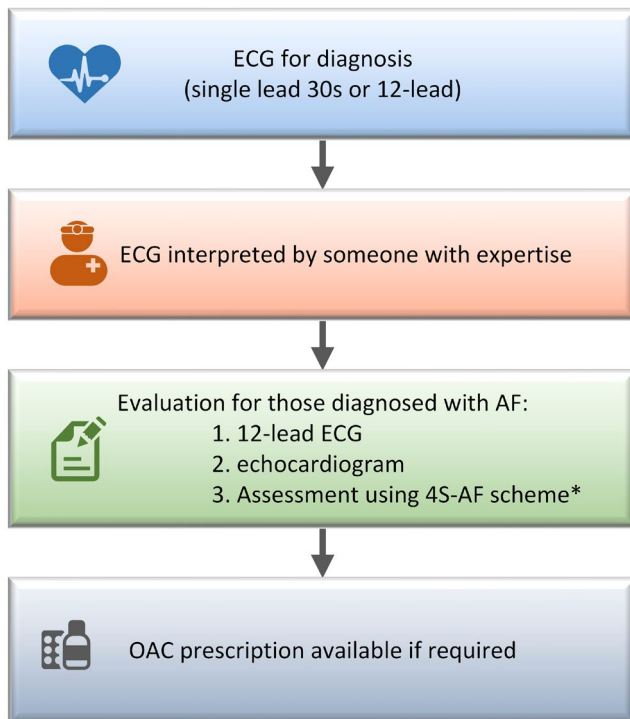 ECG for diagnosis
(single lead 30s or 12-lead)
ECG interpreted by someone with expertise
Evaluation for those diagnosed with AF:
1. 12-lead ECG
2. echocardiogram
3. Assessment using 4S-AF scheme*
OAC prescription available if required